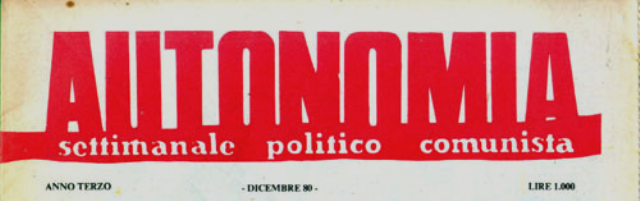 AUTONOMIA
settimanale politico comunista
ANNO TERZO - DICEMBRE 80 - LIRE 1.000